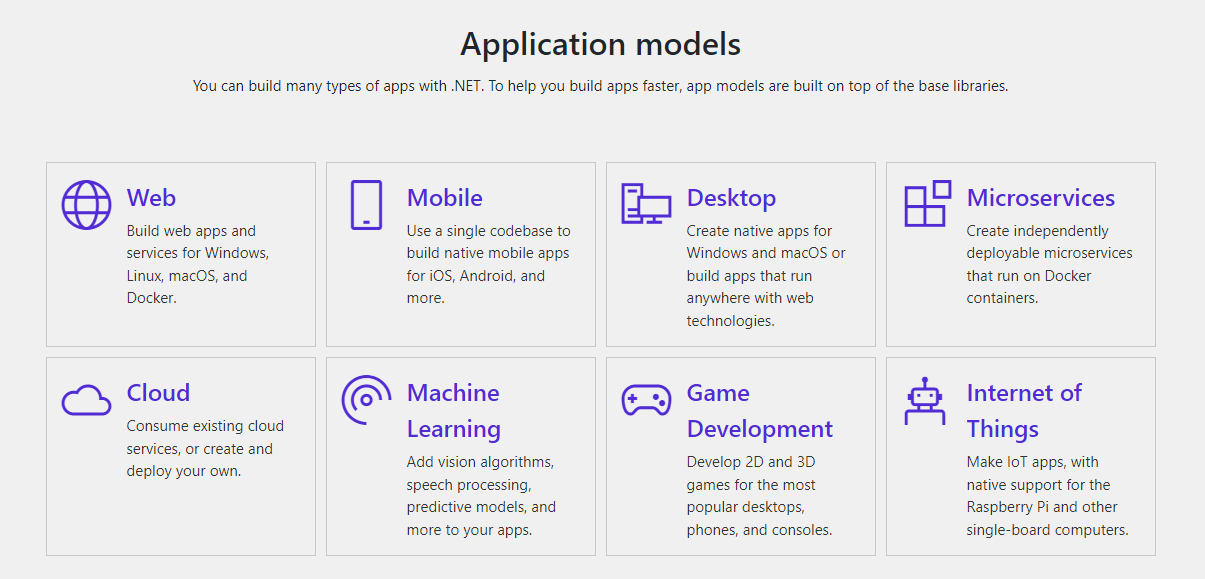 Application models
You can build many types of apps with .NET. To help you build apps faster, app models are built on top of the base libraries.
Web
Build web apps and
services for Windows,
Linux, macOS, and
Docker.
Mobile
Use a single codebase to
build native mobile apps
for iOS, Android, and
more.
Desktop
Create native apps for
Windows and macOS or
build apps that run
anywhere with web
technologies.
Microservices
Create independently
deployable microservices
that run on Docker
containers.
Cloud
Consume existing cloud
services, or create and
deploy your own.
Machine
Learning
Add vision algorithms,
speech processing,
predictive models, and
more to your apps.
Game
Development
Develop 2D and 3D
games for the most
popular desktops,
phones, and consoles.
Internet of
Things
Make IoT apps, with
native support for the
Raspberry Pi and other
single-board computers.